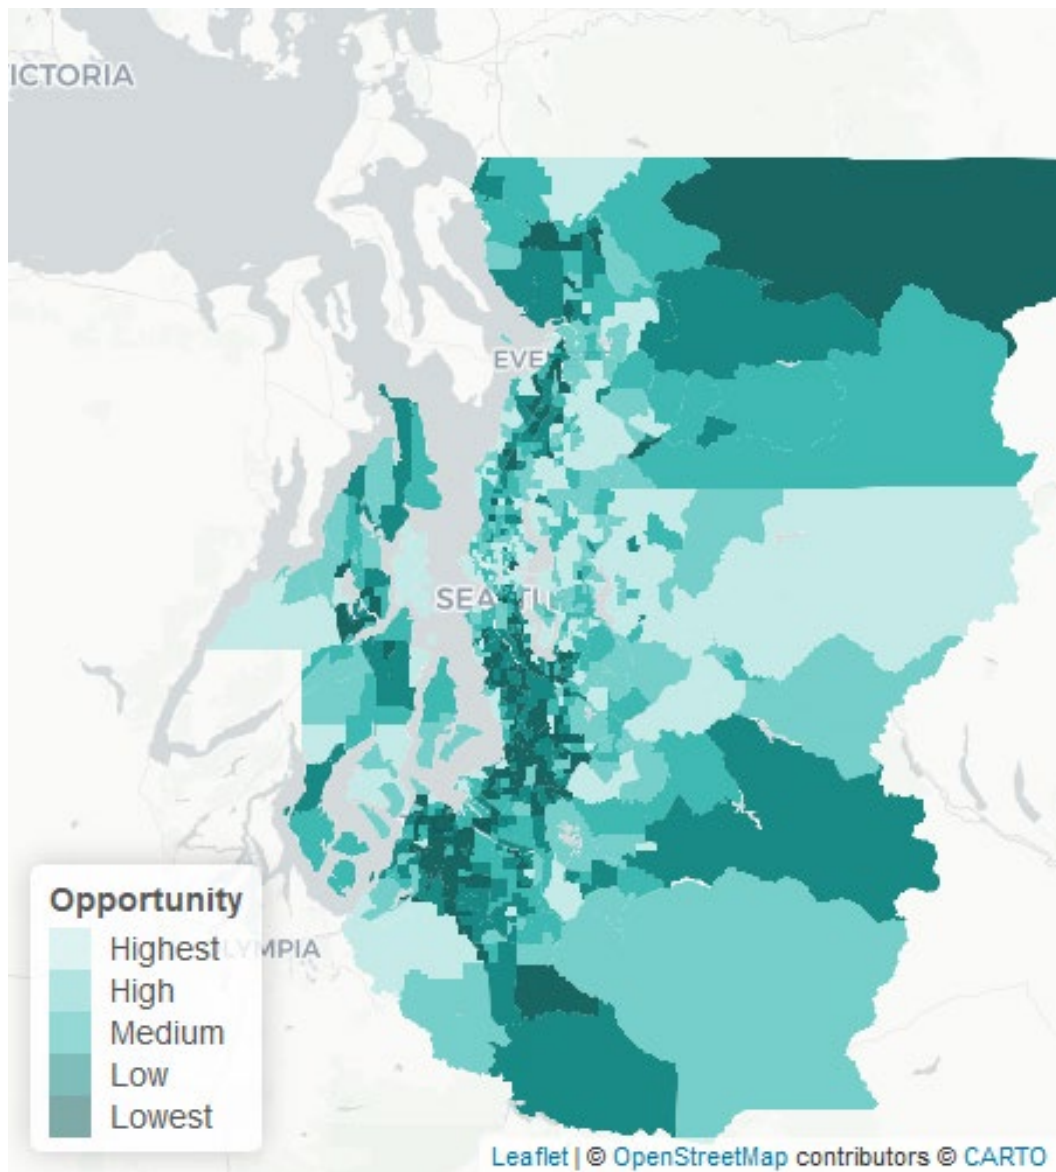 ICTORIA
EVE
SEATTL
Opportunity
Highest
High
LYMPIA
Medium
Low
Lowest
Leaflet | © OpenStreetMap contributors © CARTO